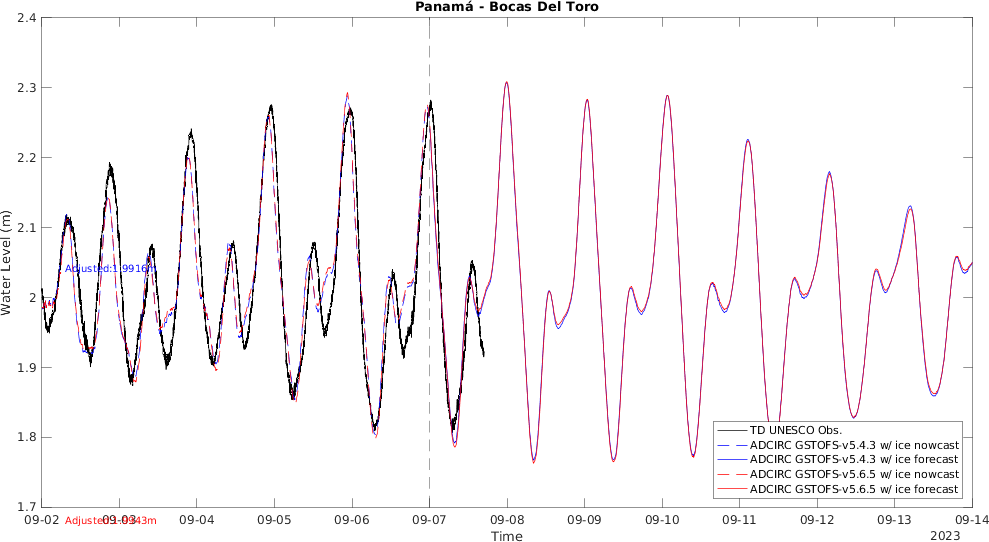 Panamá - Bocas Del Toro
2.4
2.3
2.2
2.1
2
1.9
1.8
1.7
Water Level (m)
Adjusted:1.9916m
TD UNESCO Obs.
ADCIRC GSTOFS-v5.4.3 w/ ice nowcast
ADCIRC GSTOFS-v5.4.3 w/ ice forecast
ADCIRC GSTOFS-v5.6.5 w/ ice nowcast
ADCIRC GSTOFS-v5.6.5 w/ ice forecast
09-02 09-03 09-04 09-05 09-06 09-07 09-08 09-09 09-10 09-11 09-12 09-13 09-14
Time
2023